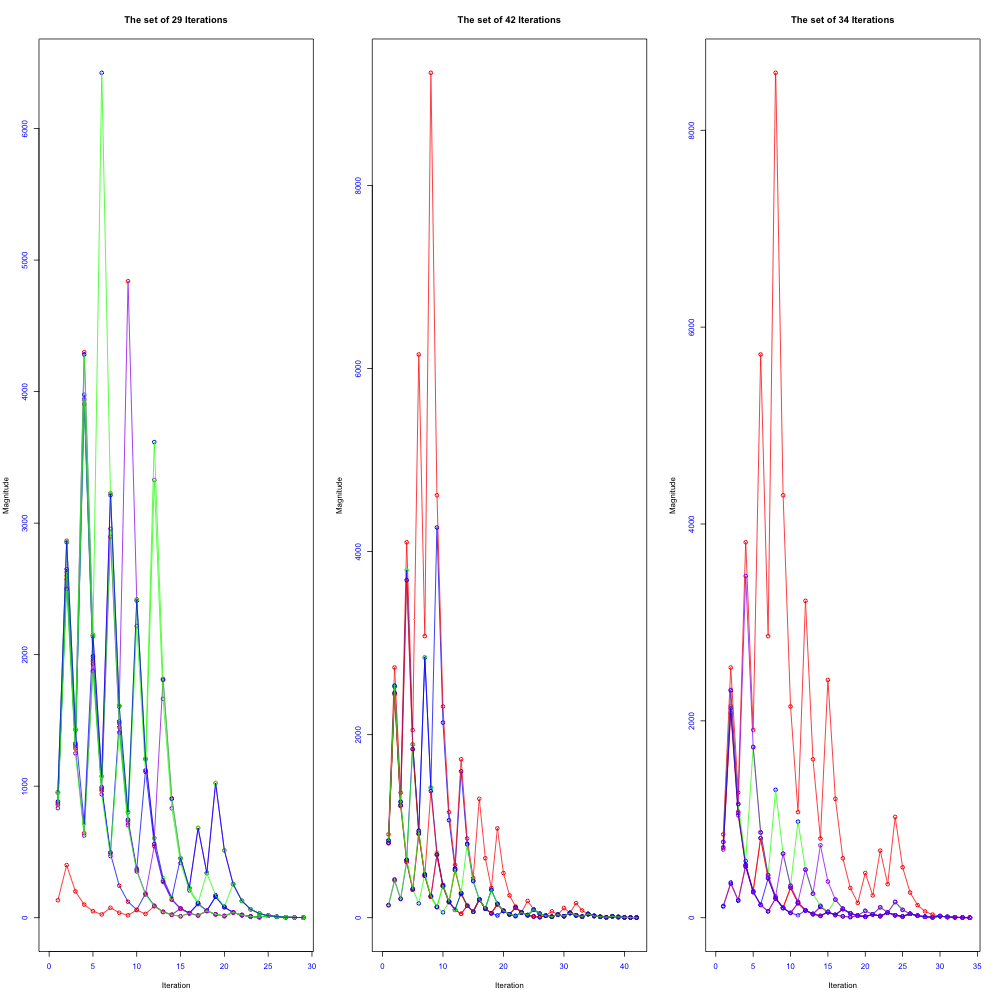 The set of 29 Iterations
The set of 42 Iterations
The set of 34 Iterations
Magnitude
0
1000
2000
3000
4000
5000
6000
0 5 10 15 20 25 30
Iteration
Magnitude
0
2000
4000
6000
8000
0 10 20 30 40
Iteration
Magnitude
0
2000
4000
6000
8000
0 5 10 15 20 25 30 35
Iteration